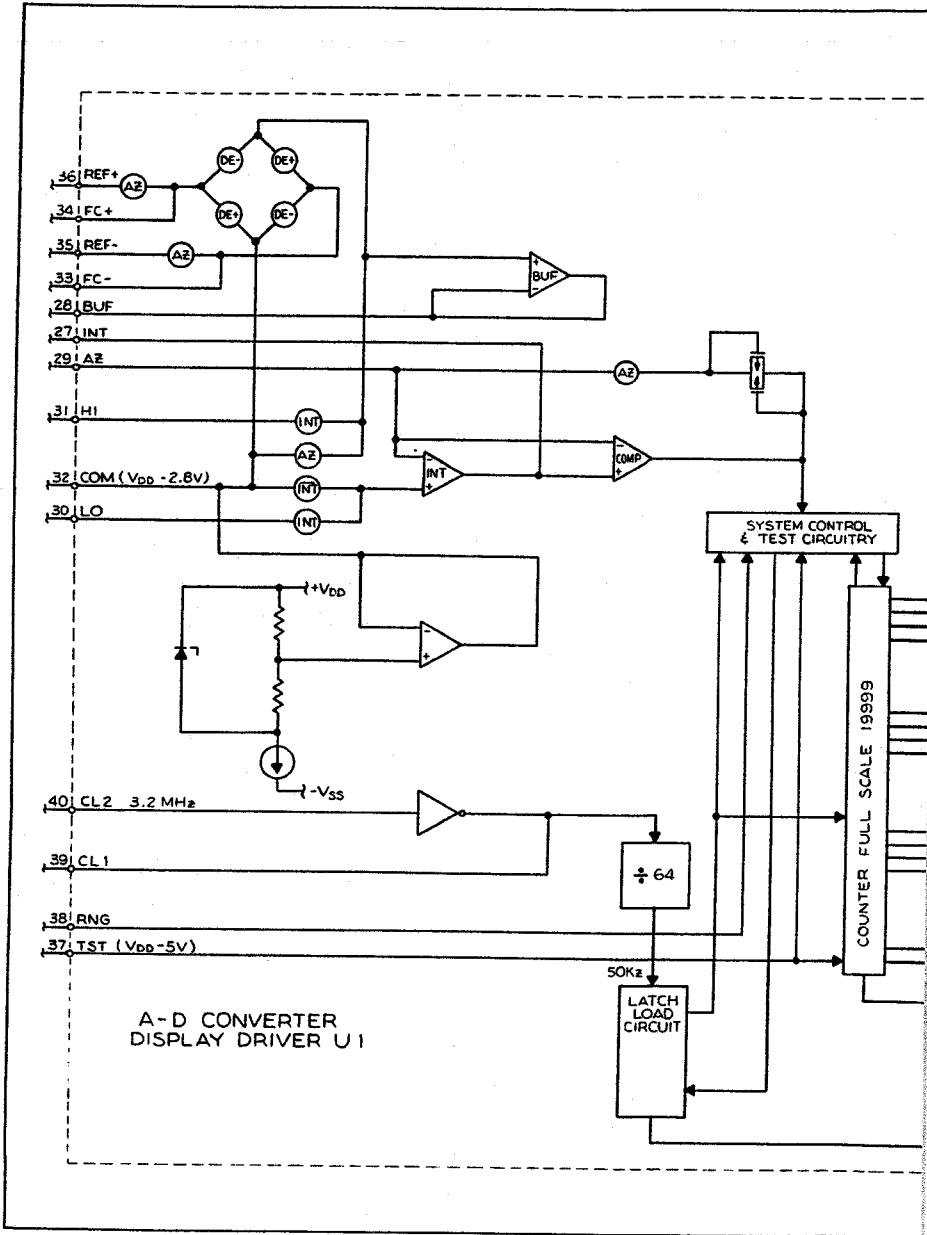 DE- DE+
36 REF+ AZ
34 FC+
DE+ DE-
35 REF- AZ
33 FC-
+
BUF
-
28 BUF
27 INT
29 AZ
AZ
31 HI
INT
AZ
-
INT
+
-
COMP
+
32 COM (VDD -2.8V)
INT
30 LO
INT
SYSTEM CONTROL
& TEST CIRCUITRY
+VDD
-
+
-VSS
COUNTER FULL SCALE 19999
40 CL2 3.2 MHz
39 CL1
÷ 64
38 RNG
37 TST (VDD-5V)
50Kz
LATCH
LOAD
CIRCUIT
A-D CONVERTER
DISPLAY DRIVER U1